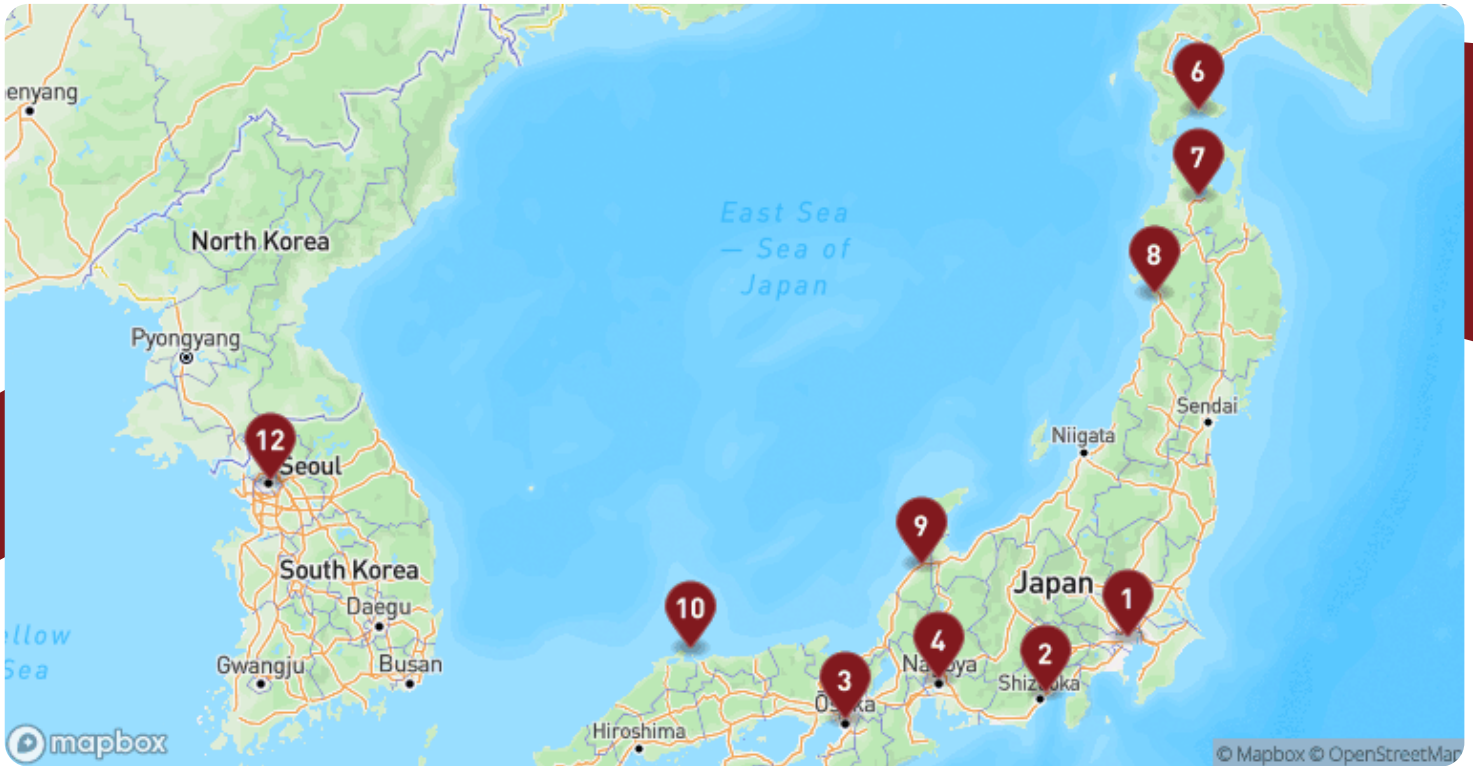 enyang
6
7
East Sea
— Sea of
Japan
North Korea
8
Pyongyang
Sendai
12
Niigata
Seoul
9
South Korea
Japan
1
10
Daegu
4
2
ellow
Sea
Gwangju
Busan
Nagoya
3
Shizuoka
Ōsaka
Hiroshima
mapbox
© Mapbox © OpenStreetMap